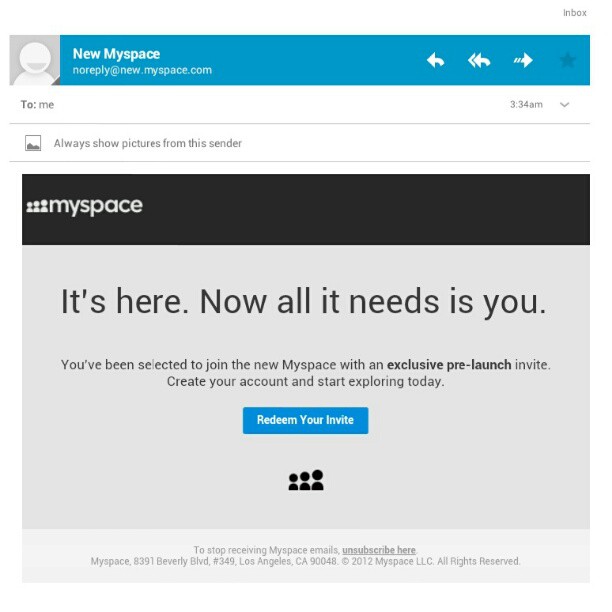 Inbox
New Myspace
noreply@new.myspace.com
To: me
3:34am
Always show pictures from this sender
myspace
It's here. Now all it needs is you.
You've been selected to join the new Myspace with an exclusive pre-launch invite.
Create your account and start exploring today.
Redeem Your Invite
To stop receiving Myspace emails, unsubscribe here.
Myspace, 8391 Beverly Blvd, #349, Los Angeles, CA 90048. © 2012 Myspace LLC. All Rights Reserved.